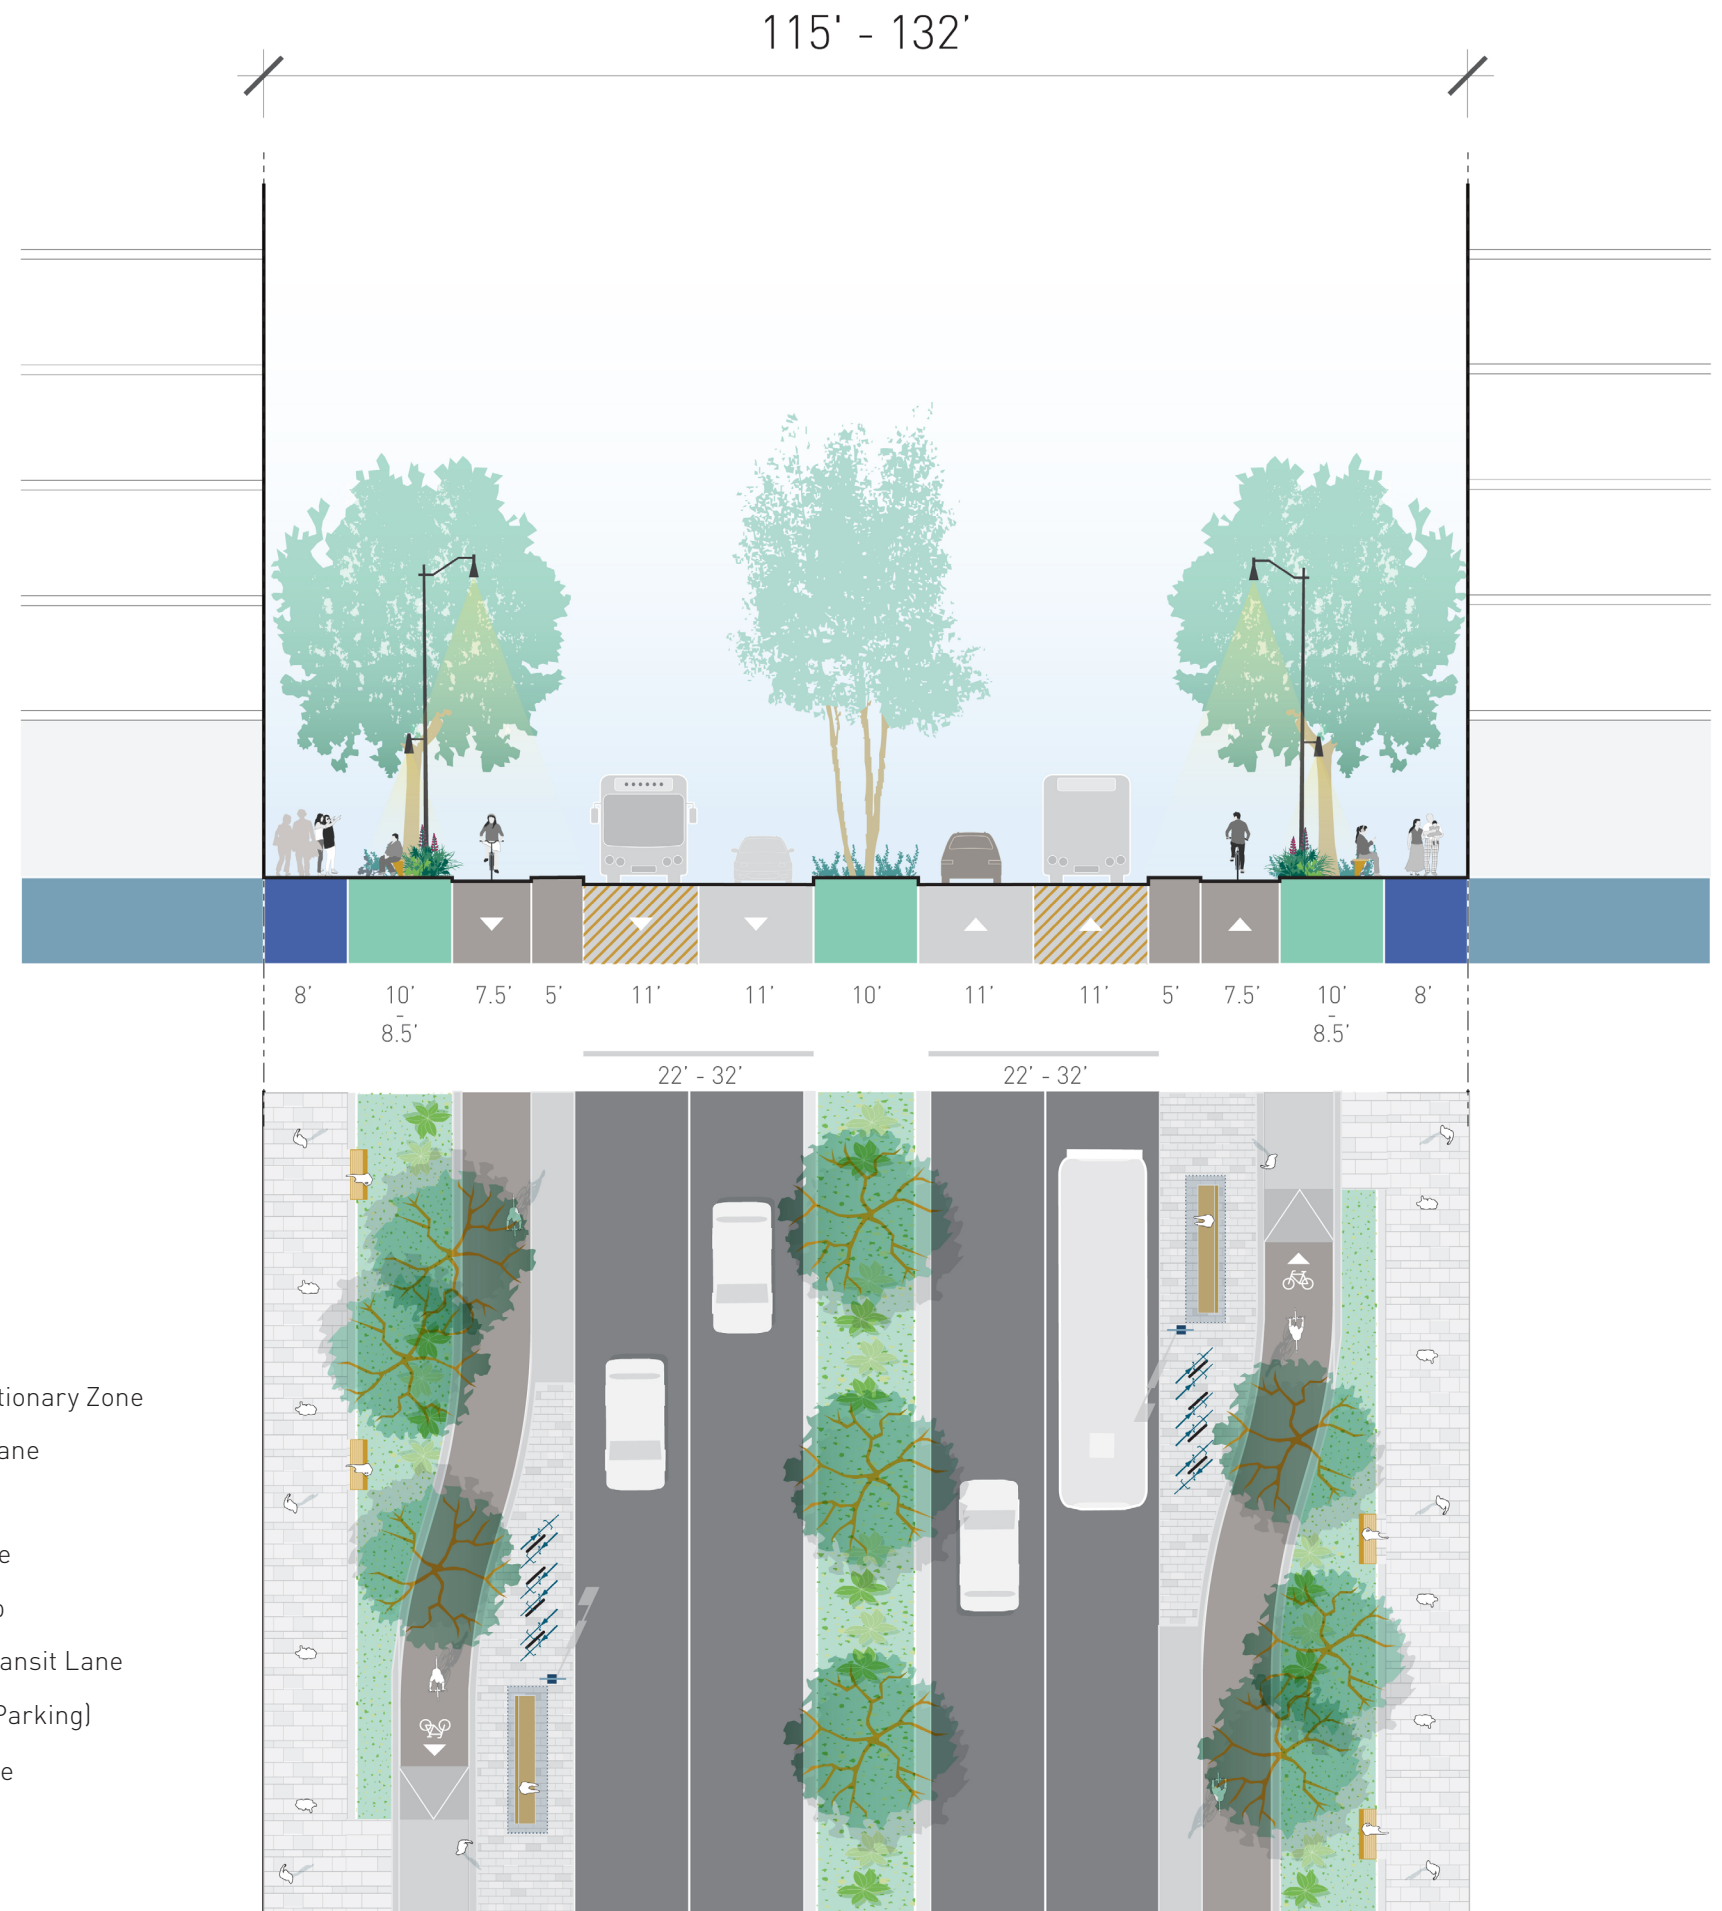 115' - 132'
8' 10' 7.5' 5' 11' 11' 10' 11' 11' 5' 7.5' 10' 8'
- -
8.5' 8.5'
22' - 32' 22' - 32'
tionary Zone
ane
e
o
ansit Lane
Parking)
e